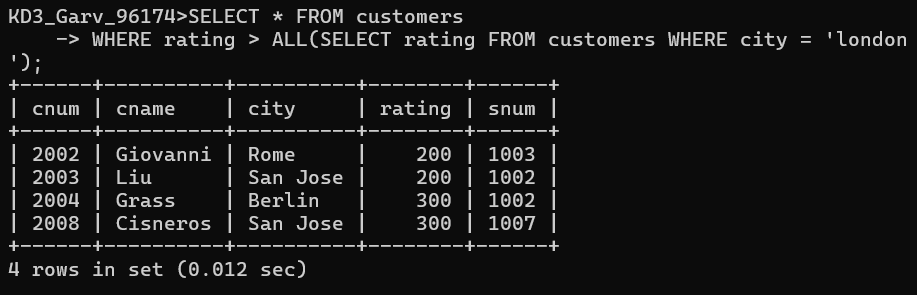 KD3_Garv_96174>SELECT * FROM customers
    -> WHERE rating > ALL(SELECT rating FROM customers WHERE city = 'london
');
+------+----------+----------+--------+------+
| cnum | cname    | city     | rating | snum |
+------+----------+----------+--------+------+
| 2002 | Giovanni | Rome     |    200 | 1003 |
| 2003 | Liu      | San Jose |    200 | 1002 |
| 2004 | Grass    | Berlin   |    300 | 1002 |
| 2008 | Cisneros | San Jose |    300 | 1007 |
+------+----------+----------+--------+------+
4 rows in set (0.012 sec)